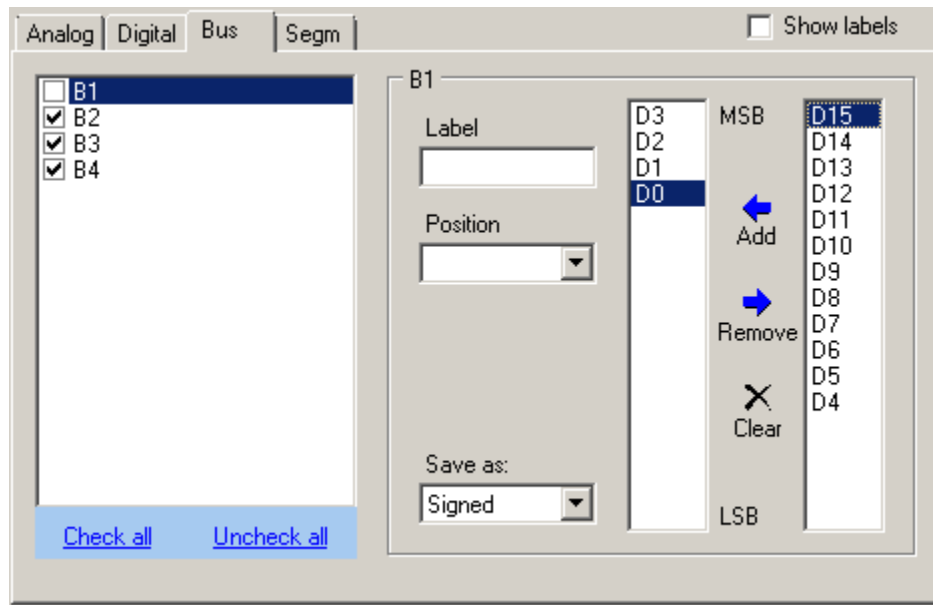 Analog Digital Bus Segm
Show labels
B1
B2
B3
B4
Check all Uncheck all
B1
Label
Position
Save as:
Signed
D3
D2
D1
D0
MSB
Add
Remove
Clear
LSB
D15
D14
D13
D12
D11
D10
D9
D8
D7
D6
D5
D4